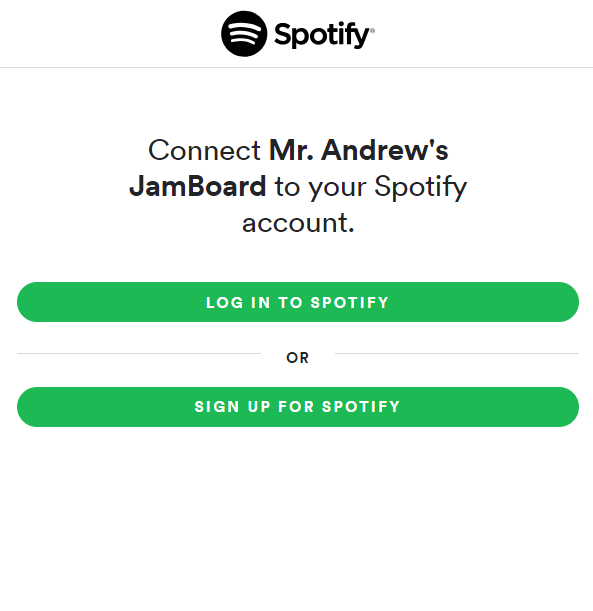 Spotify®
Connect Mr. Andrew's
JamBoard to your Spotify
account.
LOG IN TO SPOTIFY
OR
SIGN UP FOR SPOTIFY